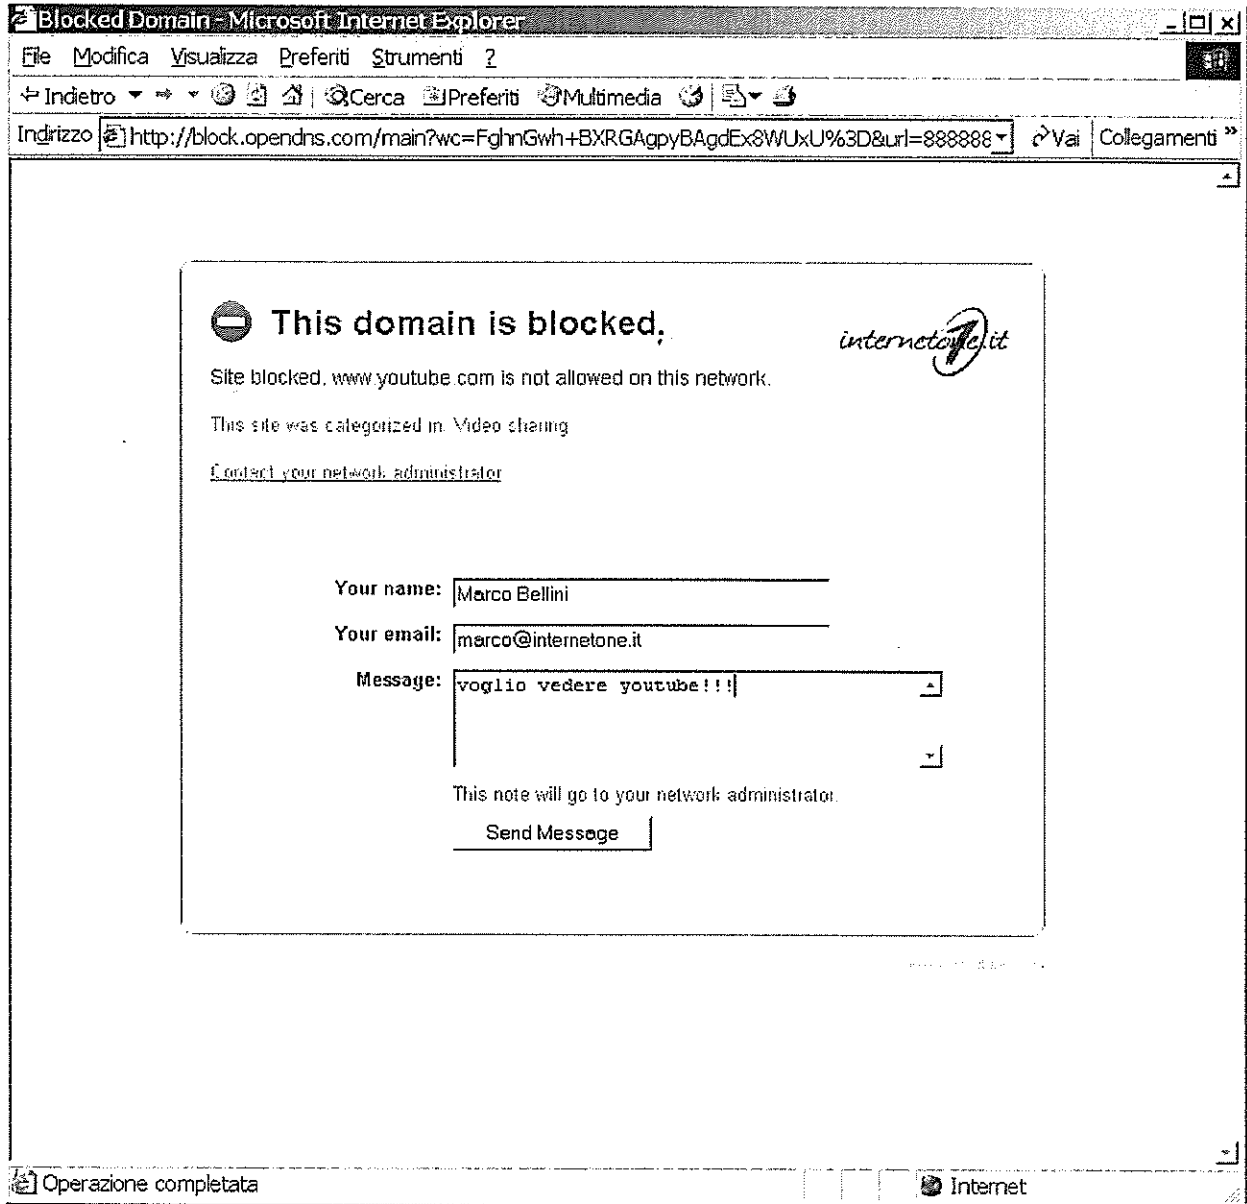 Blocked Domain - Microsoft Internet Explorer
File Modifica Visualizza Preferiti Strumenti ?
Indietro Cerca Preferiti Multimedia
Indirizzo http://block.opendns.com/main?wc=FghnGwh+BXRGAgpyBAgdEx8WUxU%3D&url=888888 Vai Collegamenti »
This domain is blocked.
internetone.it
Site blocked. www.youtube.com is not allowed on this network.
This site was categorized in: Video sharing
Contact your network administrator
Your name: Marco Bellini
Your email: marco@internetone.it
Message: voglio vedere youtube!!!
This note will go to your network administrator.
Send Message
Operazione completata Internet